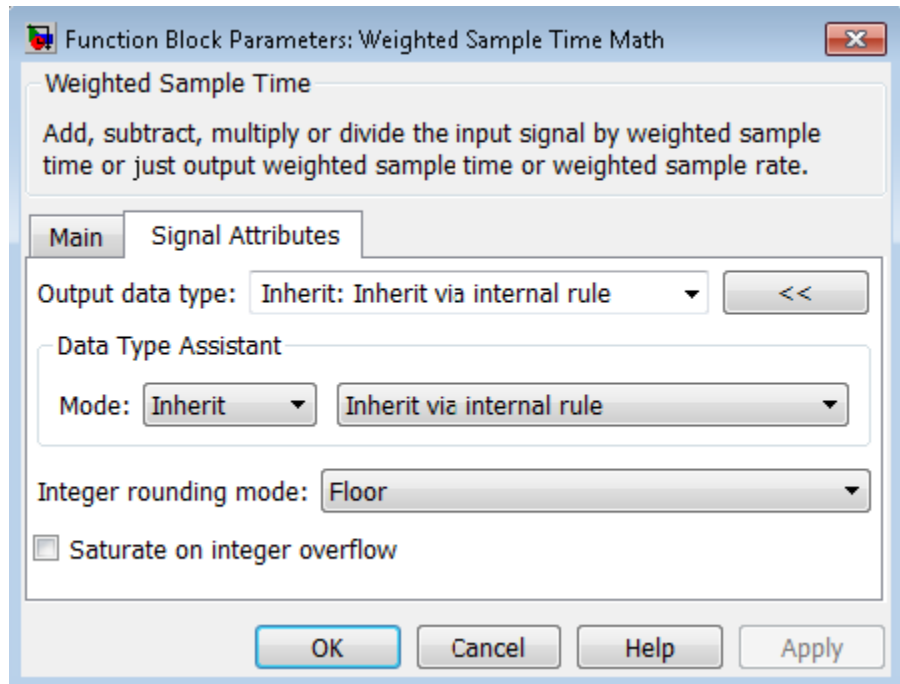 Function Block Parameters: Weighted Sample Time Math
Weighted Sample Time
Add, subtract, multiply or divide the input signal by weighted sample
time or just output weighted sample time or weighted sample rate.
Main Signal Attributes
Output data type: Inherit: Inherit via internal rule <<
Data Type Assistant
Mode: Inherit Inherit via internal rule
Integer rounding mode: Floor
Saturate on integer overflow
OK Cancel Help Apply